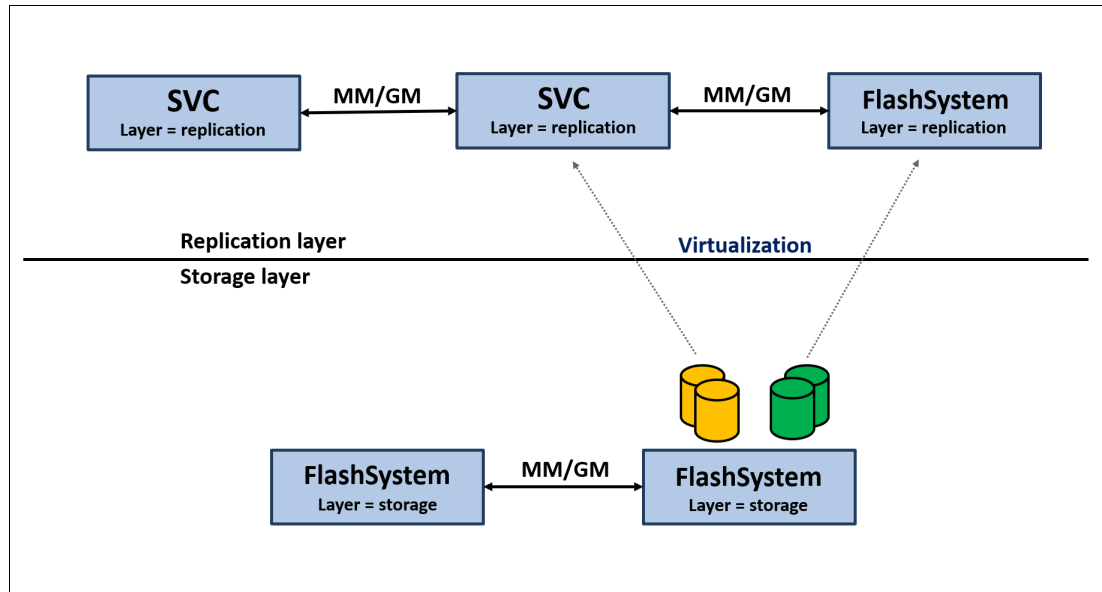 SVC
Layer = replication
MM/GM
SVC
Layer = replication
MM/GM
FlashSystem
Layer = replication
Replication layer
Virtualization
Storage layer
FlashSystem
Layer = storage
MM/GM
FlashSystem
Layer = storage